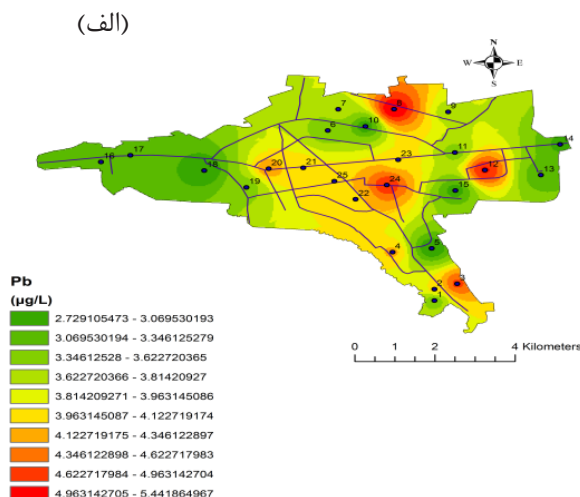 (الف)
N
W E
S
7
8
9
10
6
14
11
23
17
16
12
20
21
18
13
25
24
19
15
22
5
4
3
2
1
Pb
(µg/L)
2.729105473 - 3.069530193
3.069530194 - 3.346125279
3.34612528 - 3.622720365
3.622720366 - 3.81420927
3.814209271 - 3.963145086
3.963145087 - 4.122719174
4.122719175 - 4.346122897
4.346122898 - 4.622717983
4.622717984 - 4.963142704
4.963142705 - 5.441864967
Kilometers
0 1 2 4